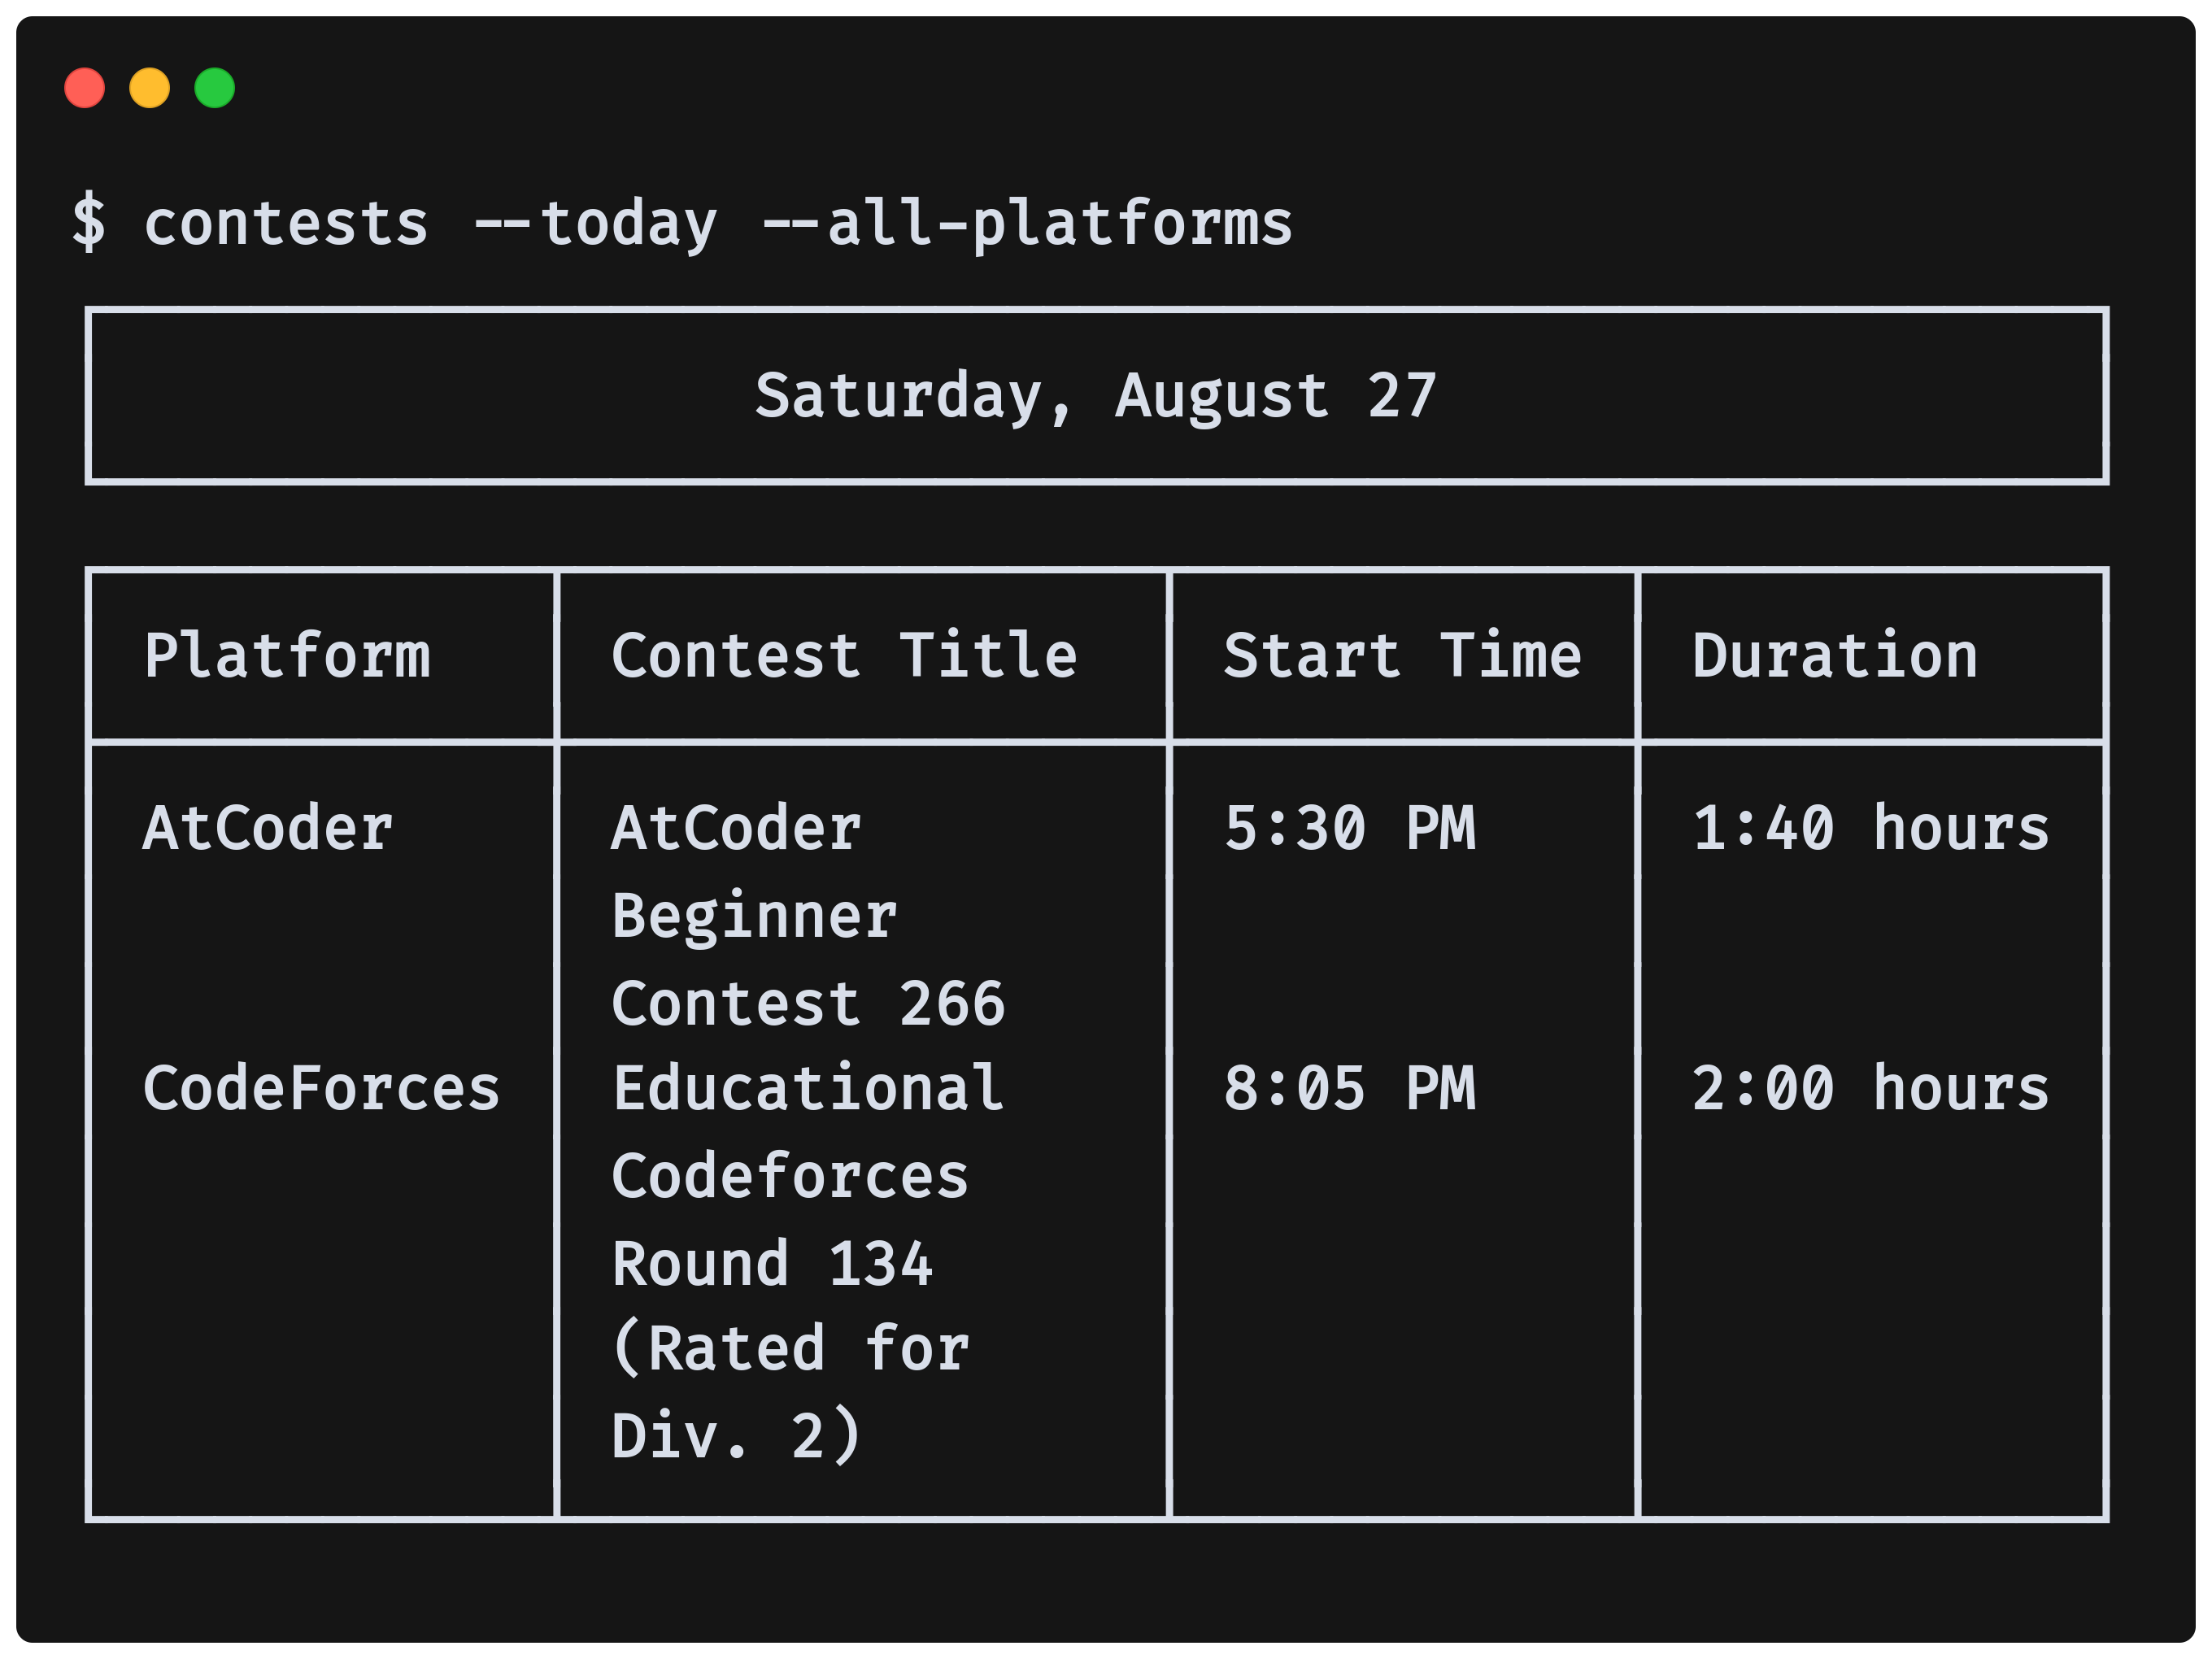 $ contests --today --all-platforms
Saturday, August 27
Platform Contest Title Start Time Duration
AtCoder AtCoder 5:30 PM 1:40 hours
Beginner
Contest 266
CodeForces Educational 8:05 PM 2:00 hours
Codeforces
Round 134
(Rated for
Div. 2)